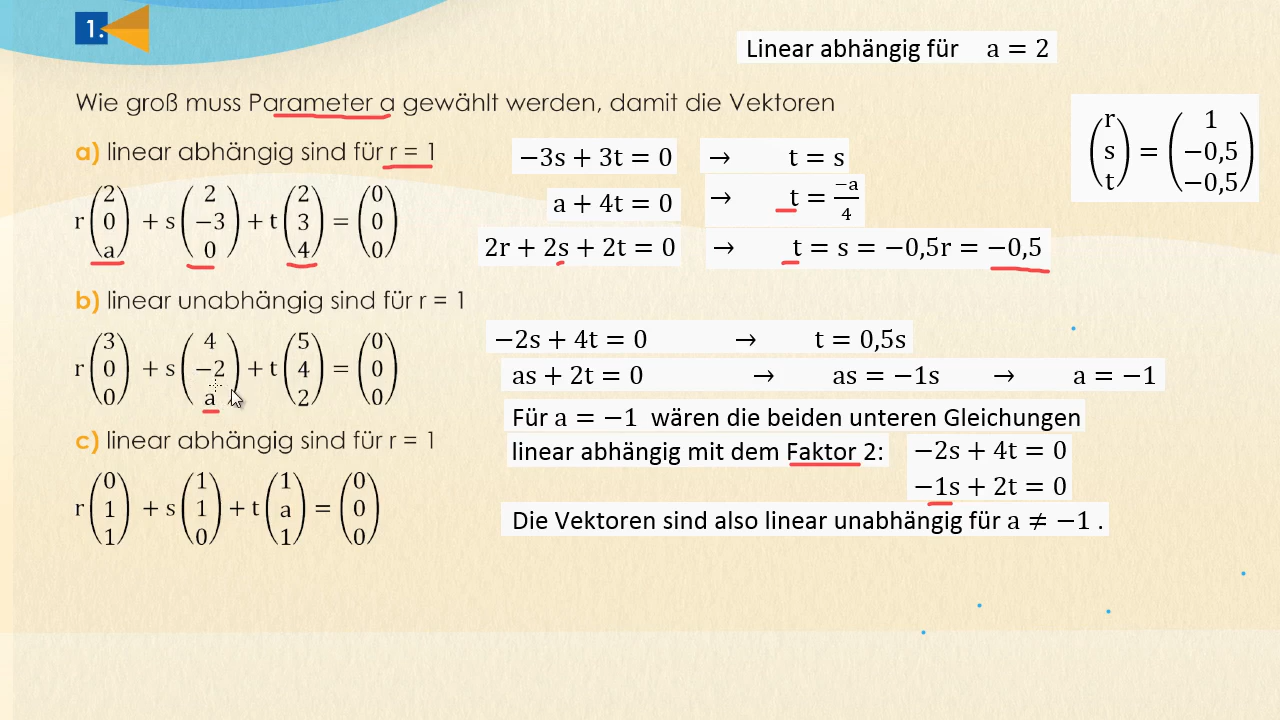 1.
Linear abhängig für a = 2
Wie groß muss Parameter a gewählt werden, damit die Vektoren
a) linear abhängig sind für r = 1
r (2 0 a) + s (2 −3 0) + t (2 3 4) = (0 0 0)
−3s + 3t = 0 → t = s
a + 4t = 0 → t = −a/4
2r + 2s + 2t = 0 → t = s = −0,5r = −0,5
(r s t) = (1 −0,5 −0,5)
b) linear unabhängig sind für r = 1
r (3 0 0) + s (4 −2 a) + t (5 4 2) = (0 0 0)
−2s + 4t = 0 → t = 0,5s
as + 2t = 0 → as = −1s → a = −1
Für a = −1 wären die beiden unteren Gleichungen
linear abhängig mit dem Faktor 2: −2s + 4t = 0
−1s + 2t = 0
Die Vektoren sind also linear unabhängig für a ≠ −1 .
c) linear abhängig sind für r = 1
r (0 1 1) + s (1 1 0) + t (1 a 1) = (0 0 0)